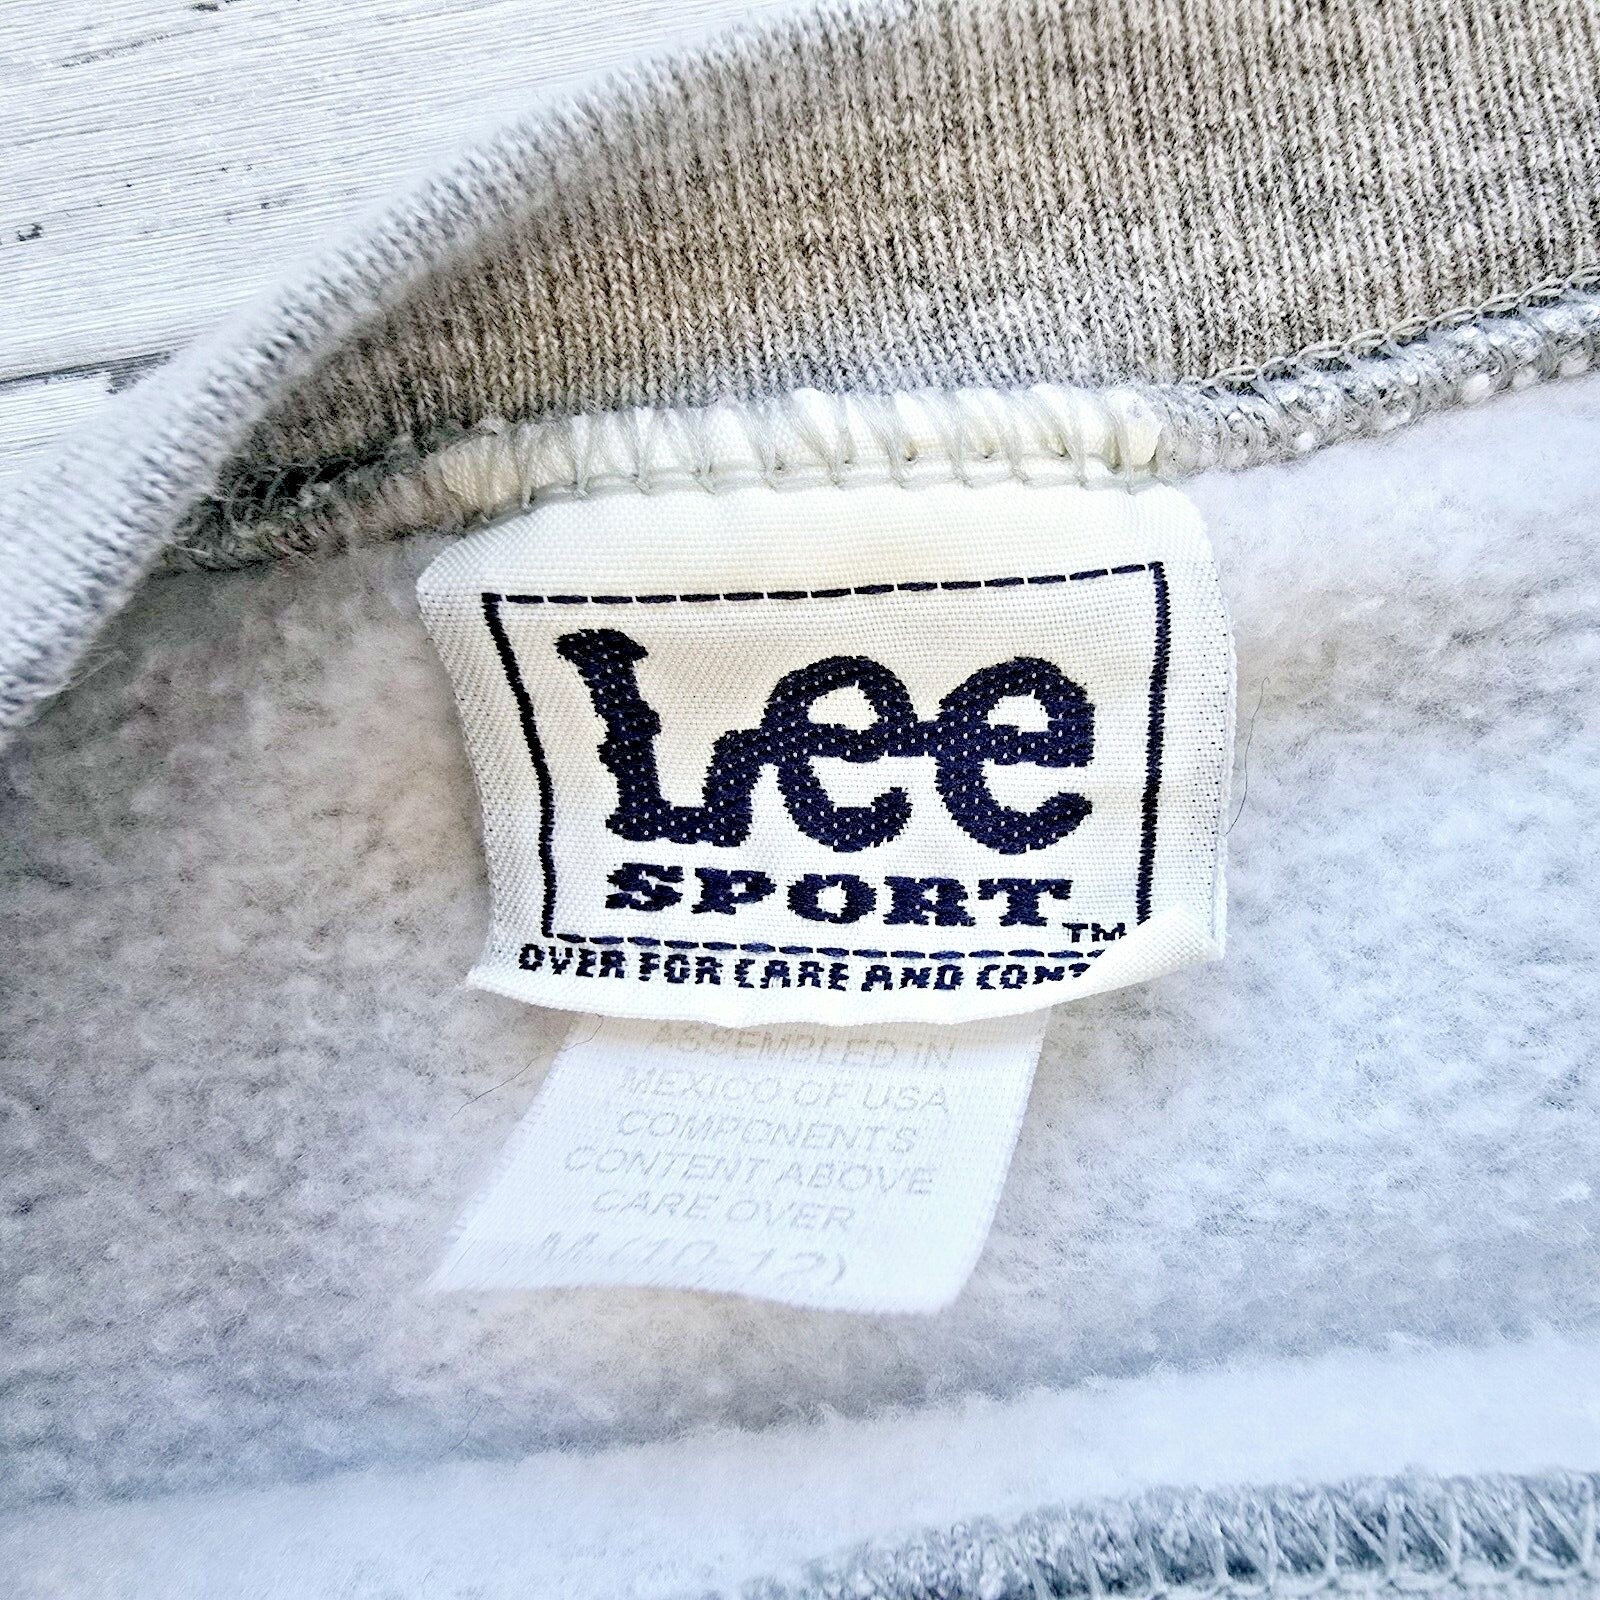 Lee
SPORT
TM
OVER FOR CARE AND CONT
ASSEMBLED IN
MEXICO OF USA
COMPONENTS
CONTENT ABOVE
CARE OVER
M (10-12)